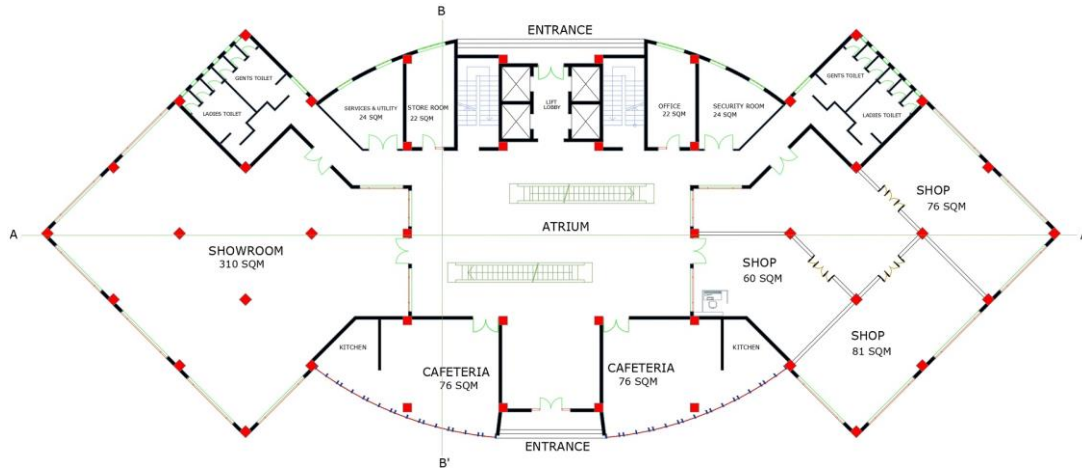 B
ENTRANCE
GENTS TOILET
LADIES TOILET
SERVICES & UTILITY
24 SQM
STORE ROOM
22 SQM
LIFT
LOBBY
OFFICE
22 SQM
SECURITY ROOM
24 SQM
GENTS TOILET
LADIES TOILET
SHOP
76 SQM
A
ATRIUM
SHOWROOM
310 SQM
SHOP
60 SQM
SHOP
81 SQM
KITCHEN
CAFETERIA
76 SQM
CAFETERIA
76 SQM
KITCHEN
ENTRANCE
B'